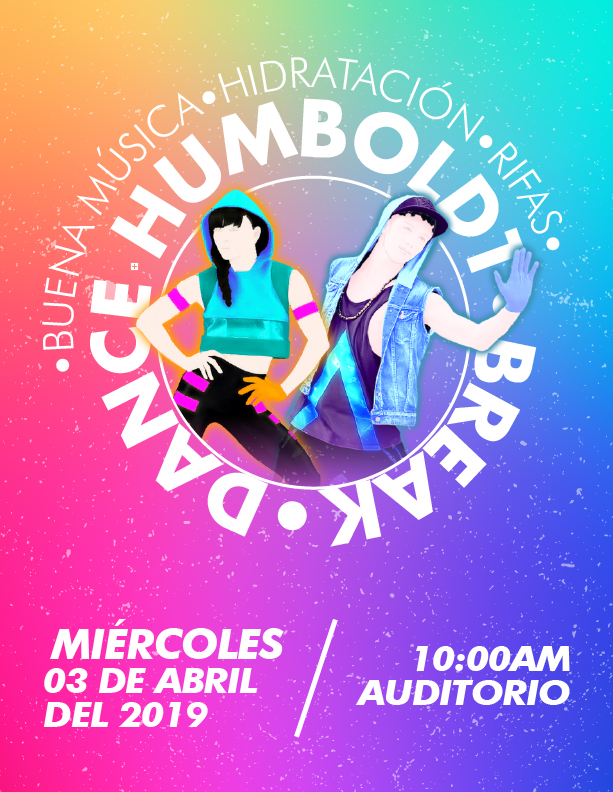 •BUENA MÚSICA•HIDRATACIÓN•RIFAS•
HUMBOLDT•BREAK•DANCE•
MIÉRCOLES
03 DE ABRIL
DEL 2019
10:00AM
AUDITORIO